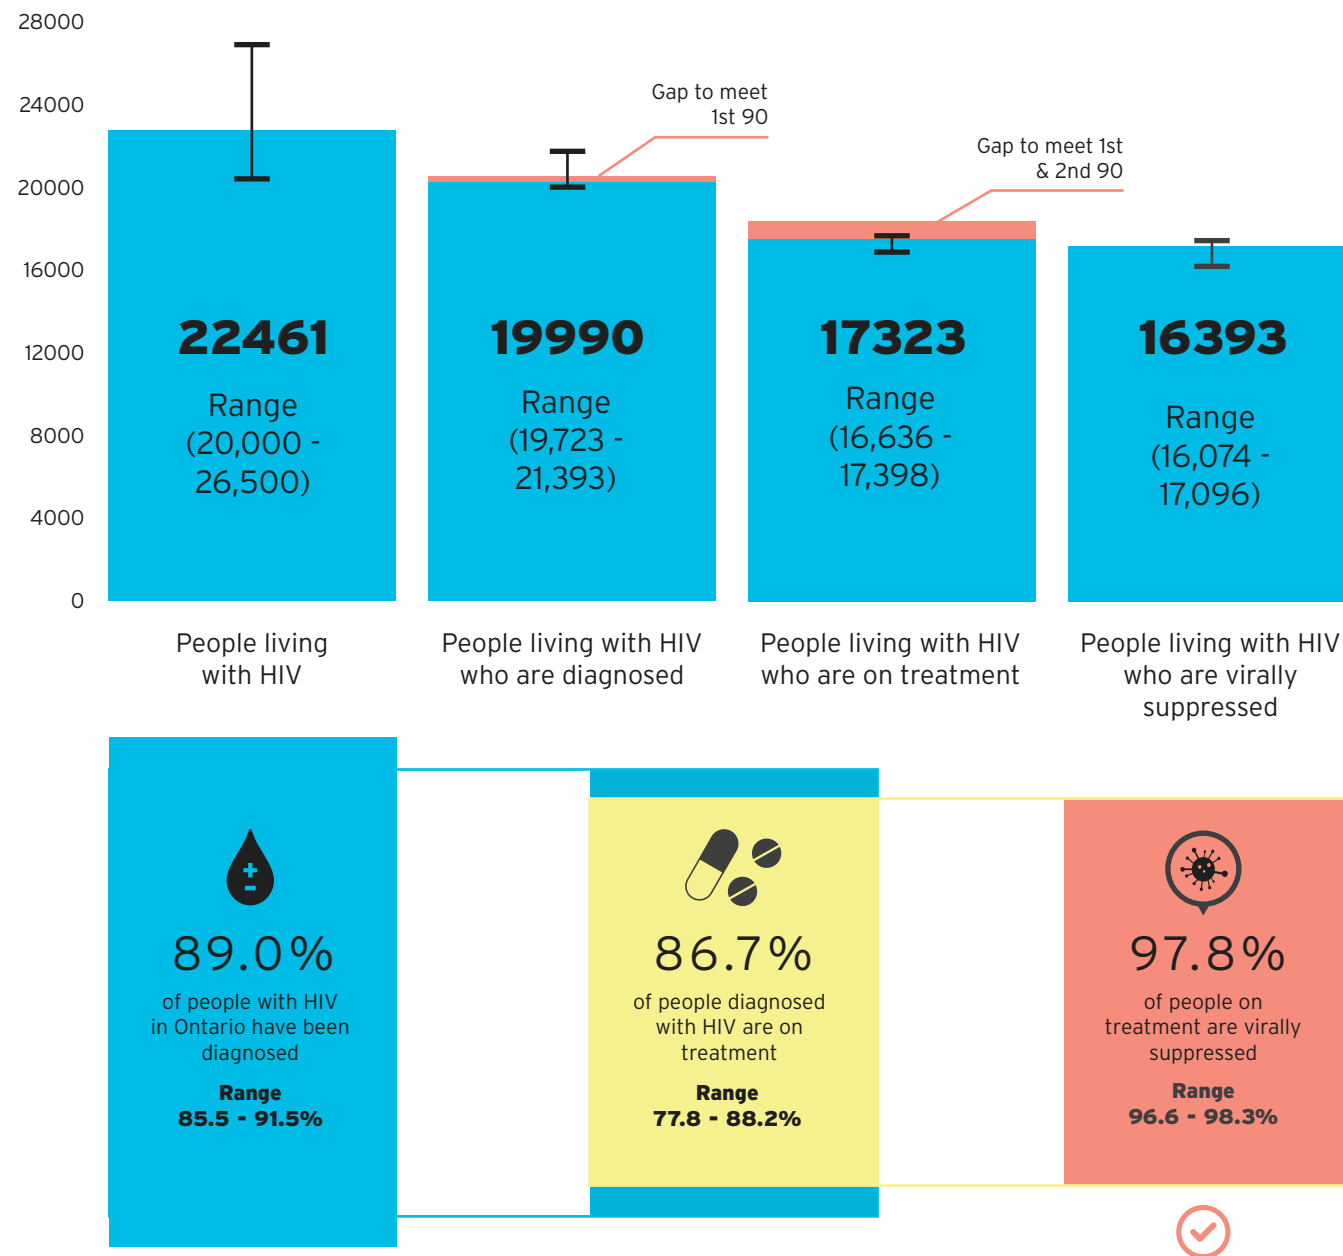 28000
24000
20000
16000
12000
8000
4000
0
Gap to meet
1st 90
Gap to meet 1st
& 2nd 90
22461
Range
(20,000 -
26,500)
19990
Range
(19,723 -
21,393)
17323
Range
(16,636 -
17,398)
16393
Range
(16,074 -
17,096)
People living
with HIV
People living with HIV
who are diagnosed
People living with HIV
who are on treatment
People living with HIV
who are virally
suppressed
89.0%
of people with HIV
in Ontario have been
diagnosed
Range
85.5 - 91.5%
86.7%
of people diagnosed
with HIV are on
treatment
Range
77.8 - 88.2%
97.8%
of people on
treatment are virally
suppressed
Range
96.6 - 98.3%